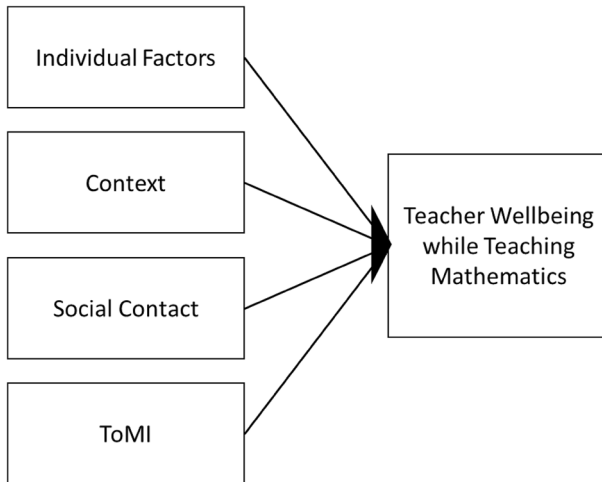 Individual Factors
Context
Social Contact
ToMI
Teacher Wellbeing
while Teaching
Mathematics